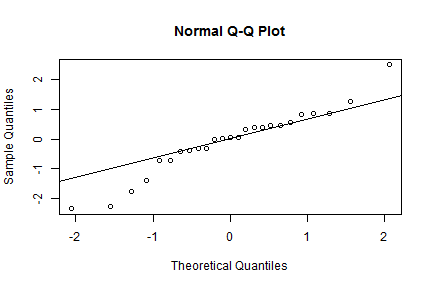 Normal Q-Q Plot
Sample Quantiles
2
1
0
-1
-2
-2 -1 0 1 2
Theoretical Quantiles